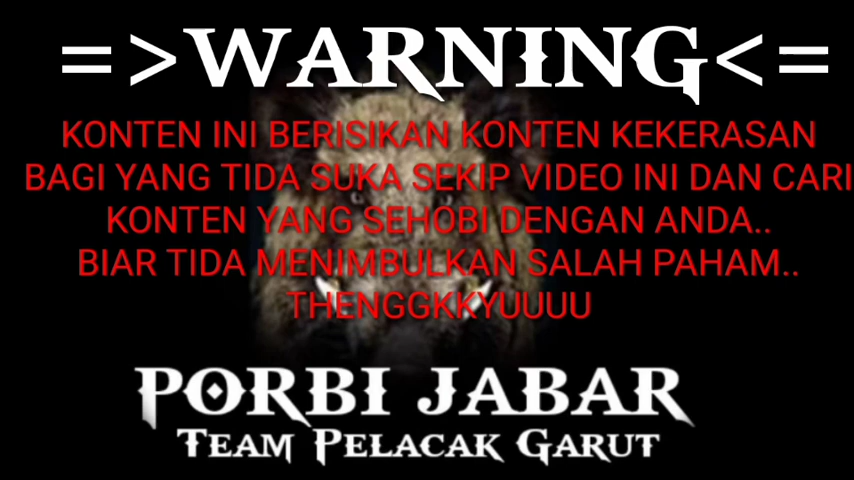 =>WARNING<=
KONTEN INI BERISIKAN KONTEN KEKERASAN
BAGI YANG TIDA SUKA SEKIP VIDEO INI DAN CARI
KONTEN YANG SEHOBI DENGAN ANDA..
BIAR TIDA MENIMBULKAN SALAH PAHAM..
THENGGKKYUUUU
PORBI JABAR
TEAM PELACAK GARUT